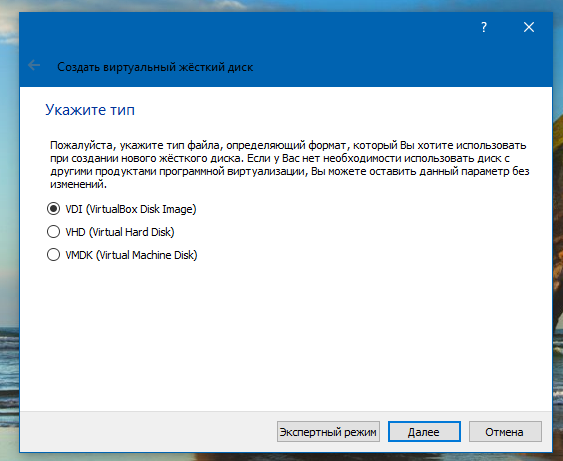 ?
Создать виртуальный жёсткий диск
Укажите тип
Пожалуйста, укажите тип файла, определяющий формат, который Вы хотите использовать
при создании нового жёсткого диска. Если у Вас нет необходимости использовать диск с
другими продуктами программной виртуализации, Вы можете оставить данный параметр без
изменений.
VDI (VirtualBox Disk Image)
VHD (Virtual Hard Disk)
VMDK (Virtual Machine Disk)
Экспертный режим Далее Отмена